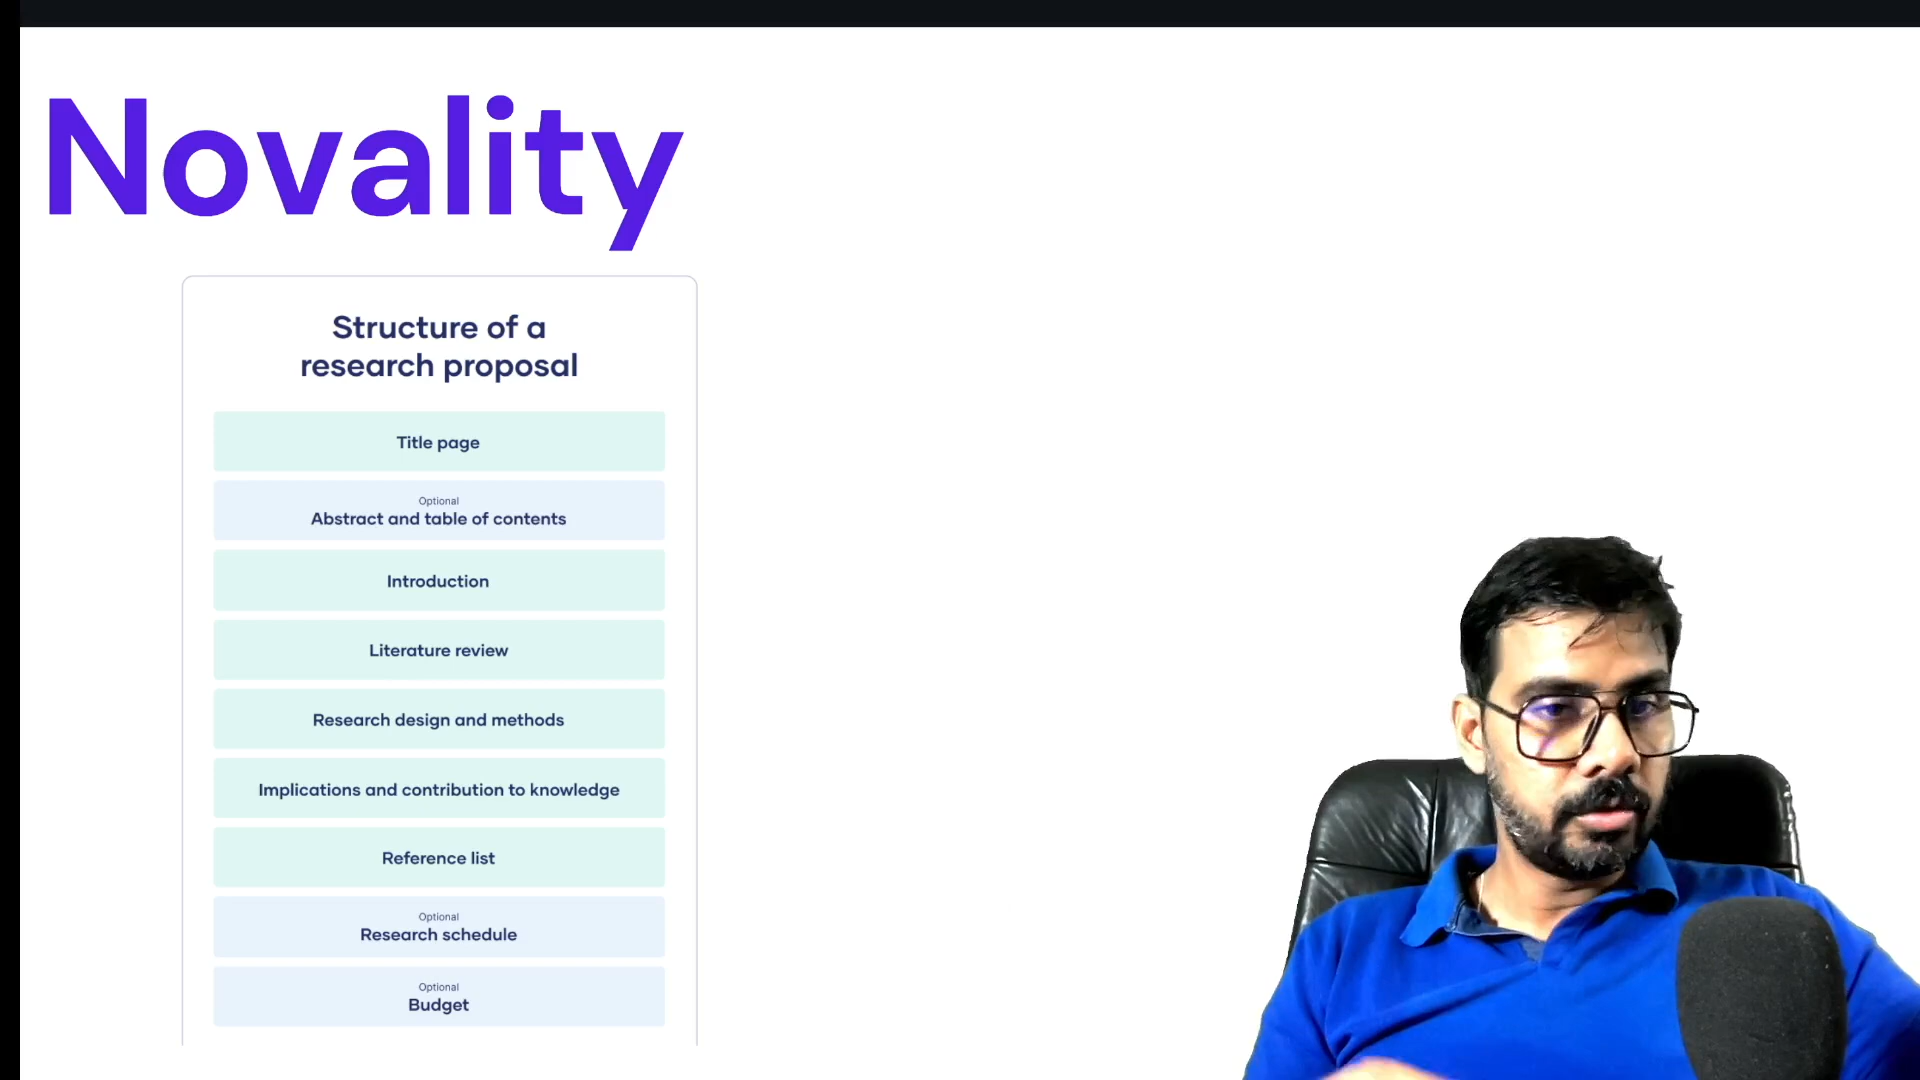 Novality
Structure of a
research proposal
Title page
Optional
Abstract and table of contents
Introduction
Literature review
Research design and methods
Implications and contribution to knowledge
Reference list
Optional
Research schedule
Optional
Budget